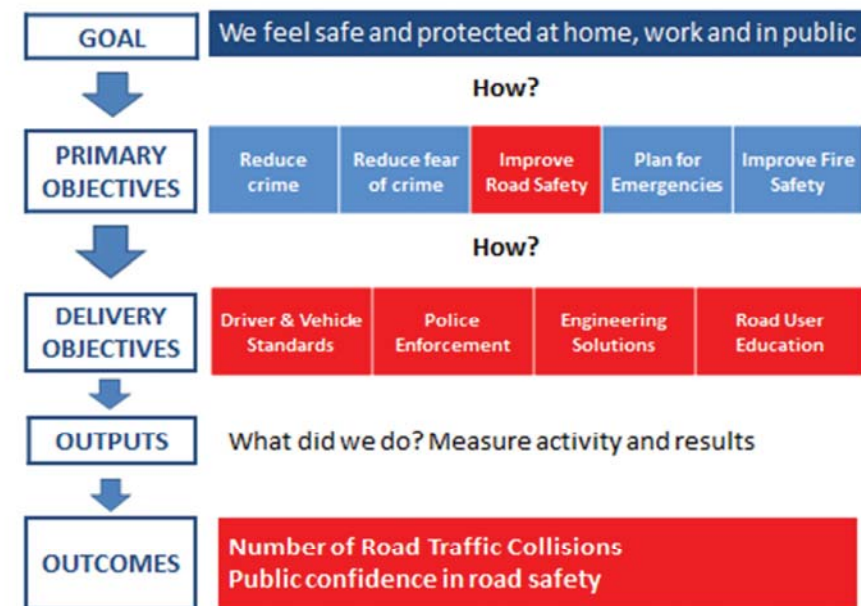 GOAL
We feel safe and protected at home, work and in public
How?
PRIMARY
OBJECTIVES
Reduce
crime
Reduce fear
of crime
Improve
Road Safety
Plan for
Emergencies
Improve Fire
Safety
How?
DELIVERY
OBJECTIVES
Driver & Vehicle
Standards
Police
Enforcement
Engineering
Solutions
Road User
Education
OUTPUTS
What did we do? Measure activity and results
OUTCOMES
Number of Road Traffic Collisions
Public confidence in road safety